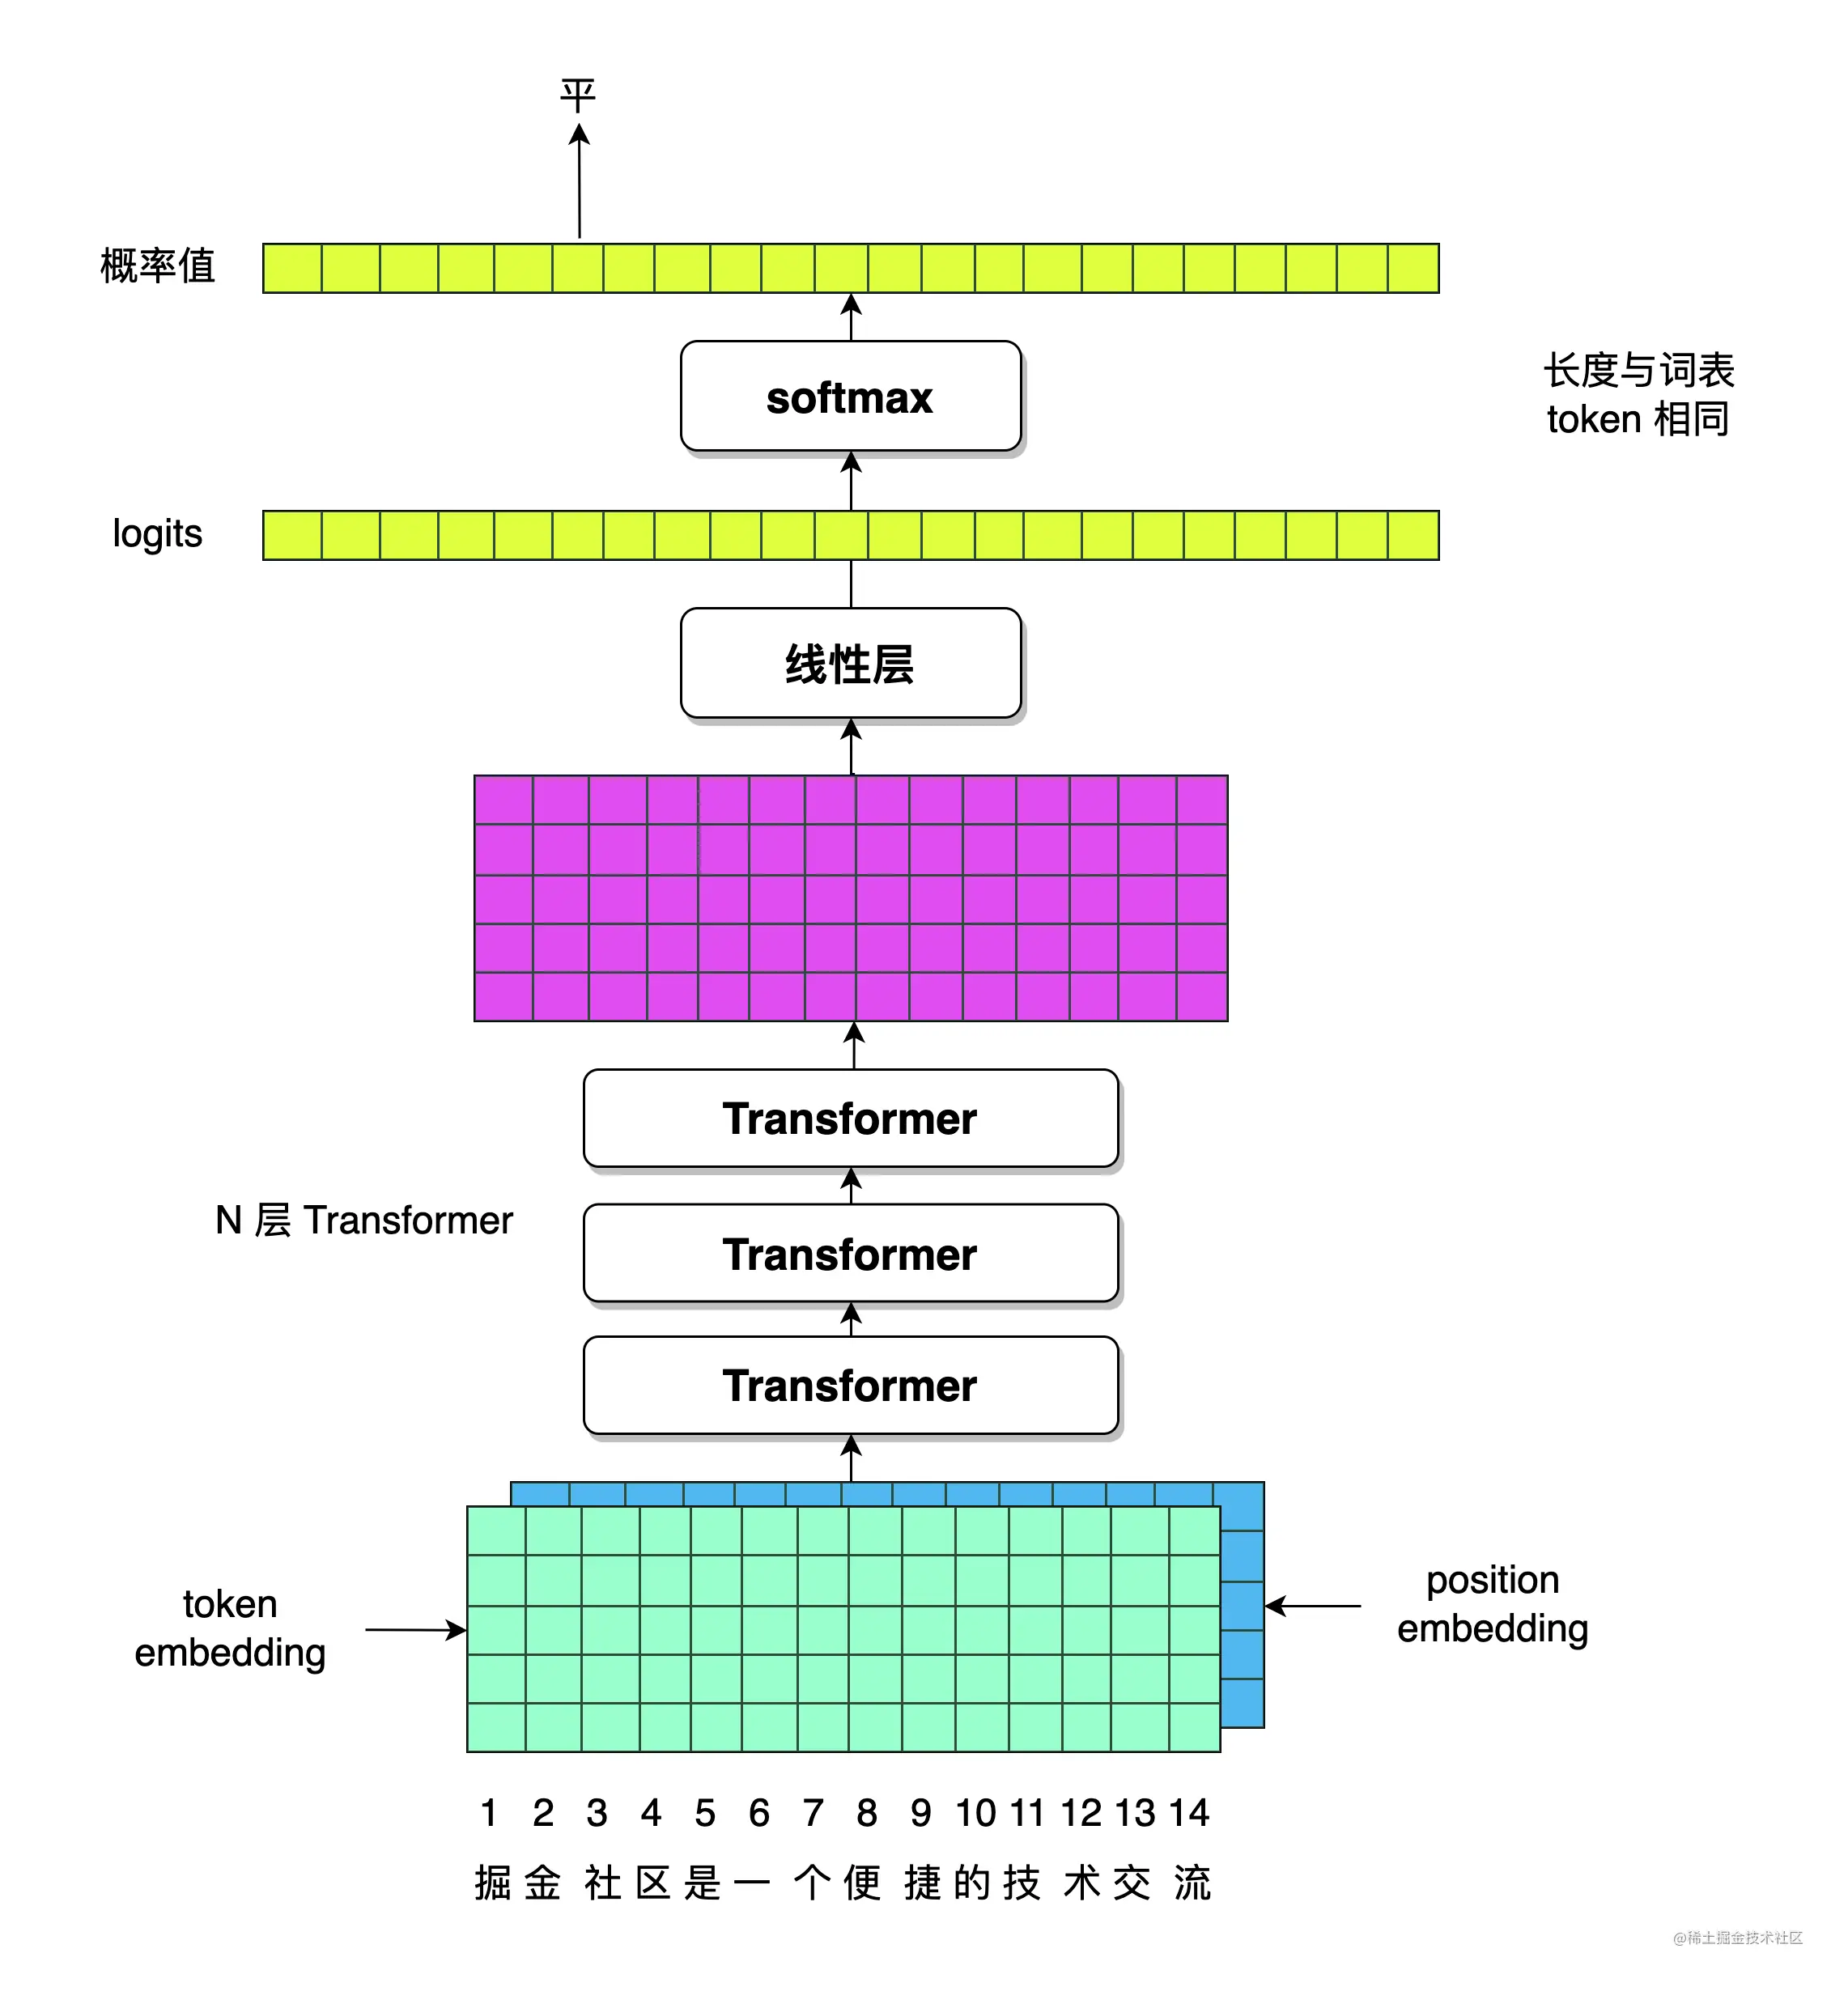 平
概率值
softmax
长度与词表
token 相同
logits
线性层
Transformer
N 层 Transformer
Transformer
Transformer
token
embedding
position
embedding
1 2 3 4 5 6 7 8 9 10 11 12 13 14
掘 金 社 区 是 一 个 便 捷 的 技 术 交 流
@稀土掘金技术社区